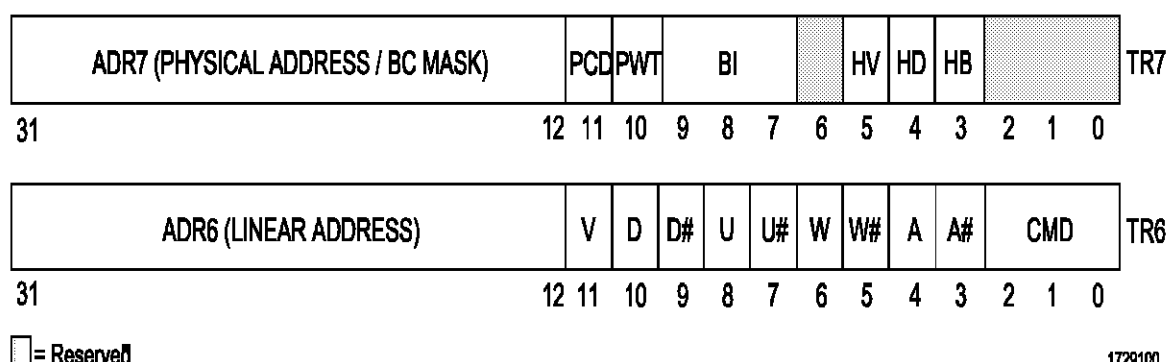 ADR7 (PHYSICAL ADDRESS / BC MASK) PCD PWT BI HV HD HB TR7
31 12 11 10 9 8 7 6 5 4 3 2 1 0
ADR6 (LINEAR ADDRESS) V D D# U U# W W# A A# CMD TR6
31 12 11 10 9 8 7 6 5 4 3 2 1 0
= Reserved
1729100